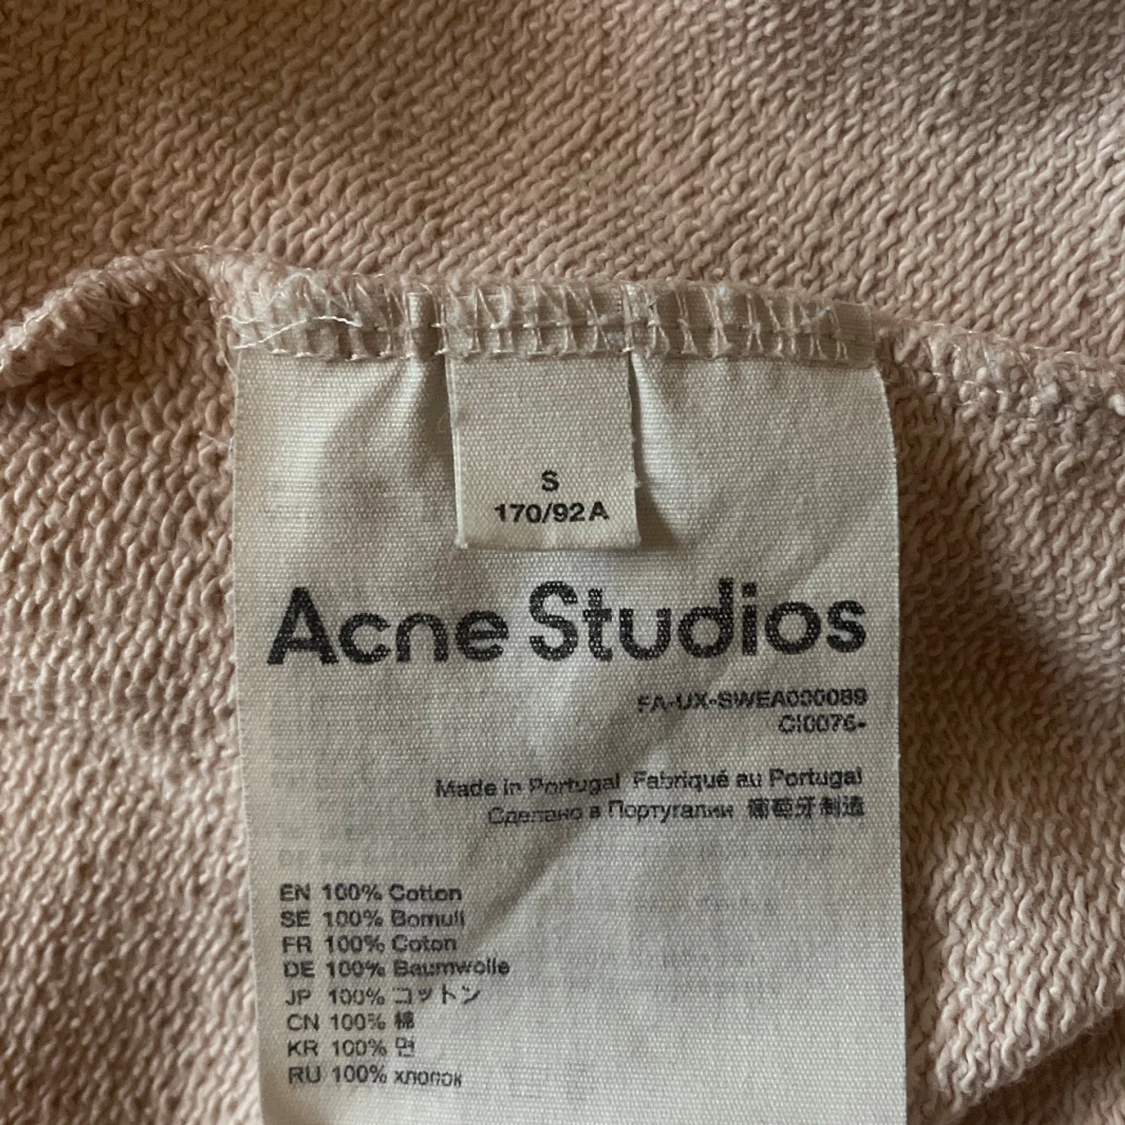 S
170/92A
Acne Studios
FA-UX-SWEA000089
CI0076-
Made in Portugal Fabriqué au Portugal
Сделано в Португалии 葡萄牙制造
EN 100% Cotton
SE 100% Bomull
FR 100% Coton
DE 100% Baumwolle
JP 100% コットン
CN 100% 棉
KR 100% 면
RU 100% хлопок